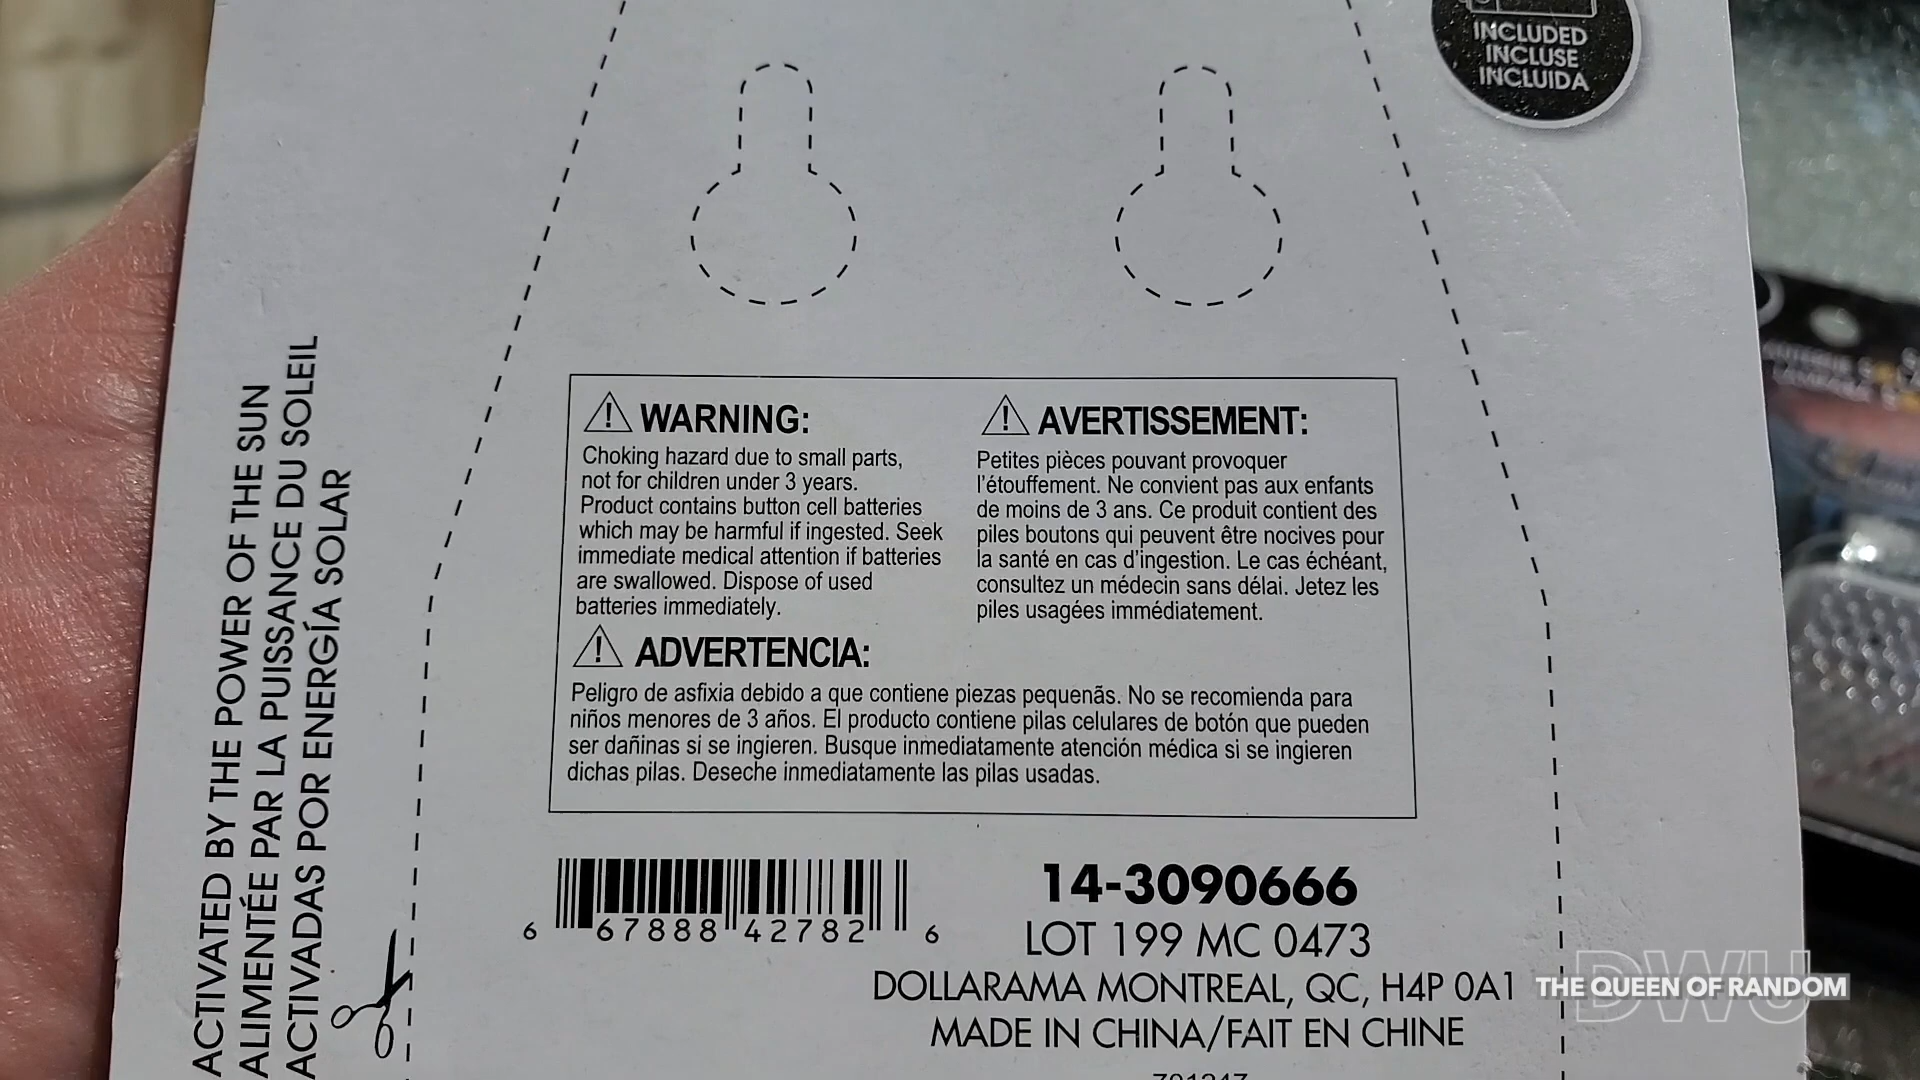 INCLUDED
INCLUSE
INCLUIDA
ACTIVATED BY THE POWER OF THE SUN
ALIMENTÉE PAR LA PUISSANCE DU SOLEIL
ACTIVADAS POR ENERGÍA SOLAR
WARNING:
Choking hazard due to small parts,
not for children under 3 years.
Product contains button cell batteries
which may be harmful if ingested. Seek
immediate medical attention if batteries
are swallowed. Dispose of used
batteries immediately.
AVERTISSEMENT:
Petites pièces pouvant provoquer
l'étouffement. Ne convient pas aux enfants
de moins de 3 ans. Ce produit contient des
piles boutons qui peuvent être nocives pour
la santé en cas d'ingestion. Le cas échéant,
consultez un médecin sans délai. Jetez les
piles usagées immédiatement.
ADVERTENCIA:
Peligro de asfixia debido a que contiene piezas pequenãs. No se recomienda para
niños menores de 3 años. El producto contiene pilas celulares de botón que pueden
ser dañinas si se ingieren. Busque inmediatamente atención médica si se ingieren
dichas pilas. Deseche inmediatamente las pilas usadas.
6 67888 42782 6
14-3090666
LOT 199 MC 0473
DOLLARAMA MONTREAL, QC, H4P 0A1
MADE IN CHINA/FAIT EN CHINE
DWU
THE QUEEN OF RANDOM